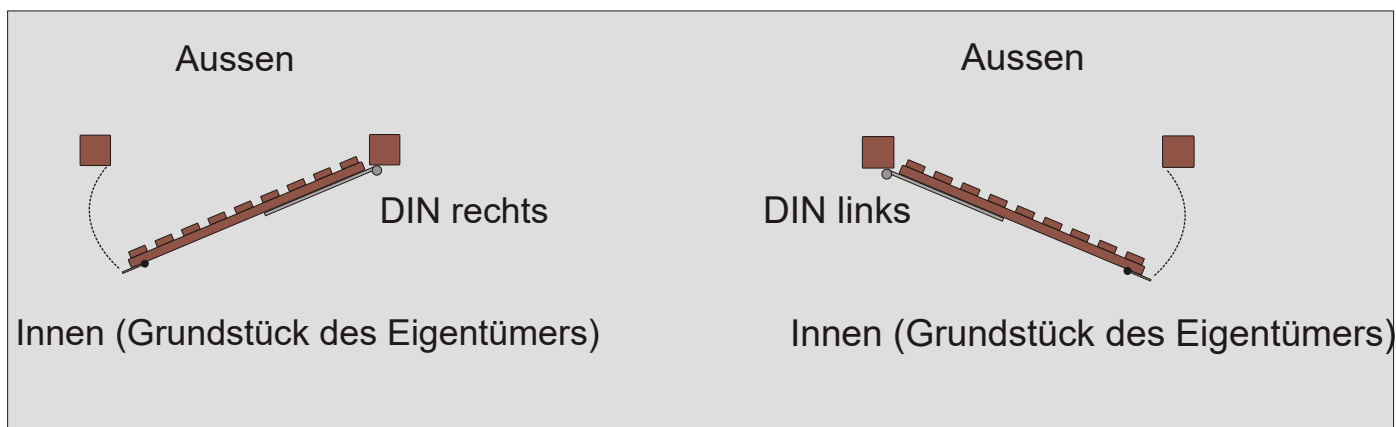 Aussen
Aussen
DIN rechts
DIN links
Innen (Grundstück des Eigentümers)
Innen (Grundstück des Eigentümers)